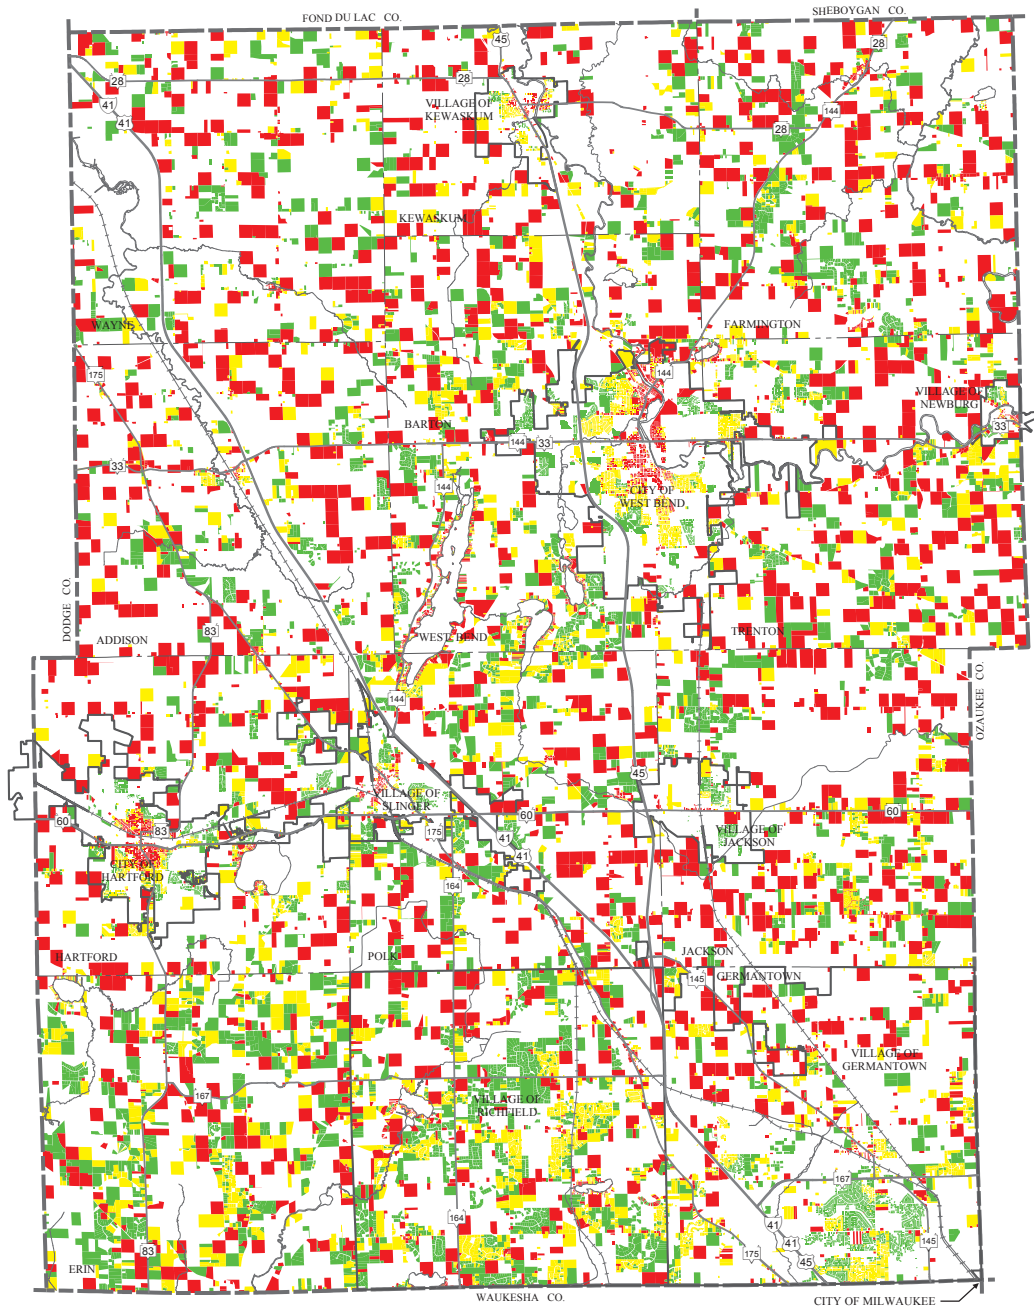 FOND DU LAC CO.
SHEBOYGAN CO.
45
28
28
28
41
41
VILLAGE OF
KEWASKUM
144
28
KEWASKUM
WAYNE
FARMINGTON
175
144
VILLAGE OF
NEWBURG
BARTON
144
33
33
33
144
CITY OF
WEST BEND
DODGE CO.
ADDISON
83
WEST BEND
TRENTON
OZAUKEE CO.
144
45
VILLAGE OF
SLINGER
60
83
60
60
175
41
41
VILLAGE OF
JACKSON
CITY OF
HARTFORD
164
HARTFORD
POLK
JACKSON
GERMANTOWN
145
VILLAGE OF
GERMANTOWN
167
VILLAGE OF
RICHFIELD
167
164
41
41
45
175
145
83
ERIN
WAUKESHA CO.
CITY OF MILWAUKEE